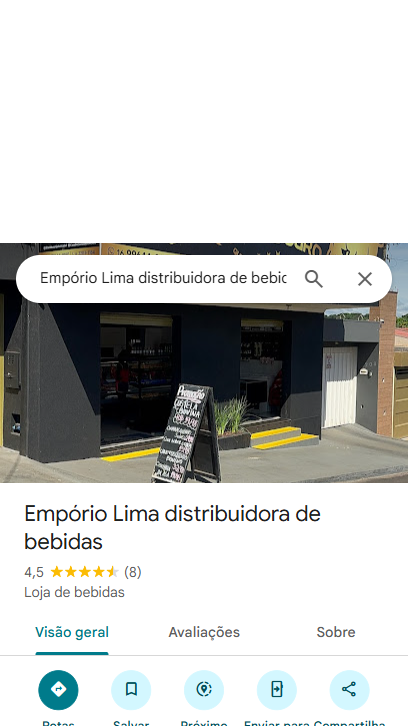 Empório Lima distribuidora de bebic
Promoção
Empório Lima distribuidora de
bebidas
4,5 (8)
Loja de bebidas
Visão geral Avaliações Sobre
Rotas Salvar Próximo Enviar para Compartilha